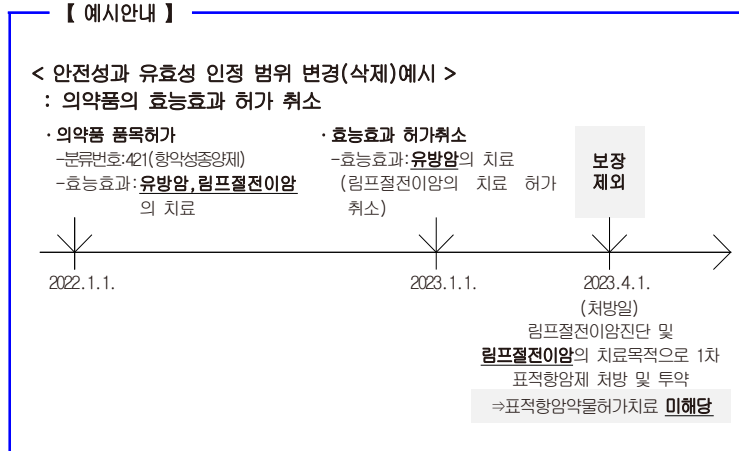 【 예시안내 】
< 안전성과 유효성 인정 범위 변경(삭제)예시 >
: 의약품의 효능효과 허가 취소
· 의약품 품목허가
-분류번호:421(항악성종양제)
-효능효과: 유방암,림프절전이암
의 치료
· 효능효과 허가취소
-효능효과: 유방암의 치료
(림프절전이암의 치료 허가
취소)
보장
제외
2022.1.1.
2023.1.1.
2023.4.1.
(처방일)
림프절전이암진단 및
림프절전이암의 치료목적으로 1차
표적항암제 처방 및 투약
⇒표적항암약물허가치료 미해당